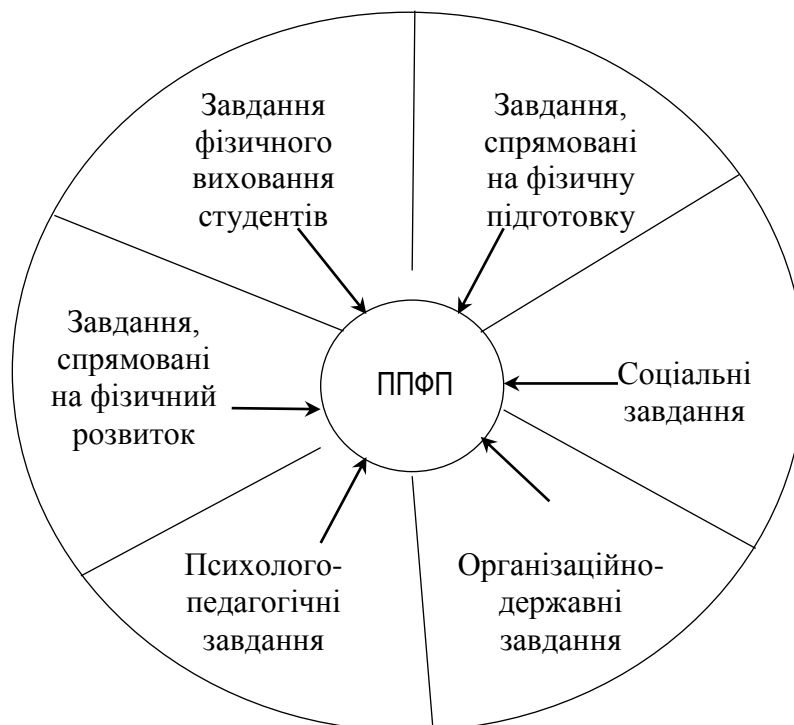 Завдання
фізичного
виховання
студентів
Завдання,
спрямовані
на фізичну
підготовку
Завдання,
спрямовані
на фізичний
розвиток
ППФП
Соціальні
завдання
Психолого-
педагогічні
завдання
Організаційно-
державні
завдання